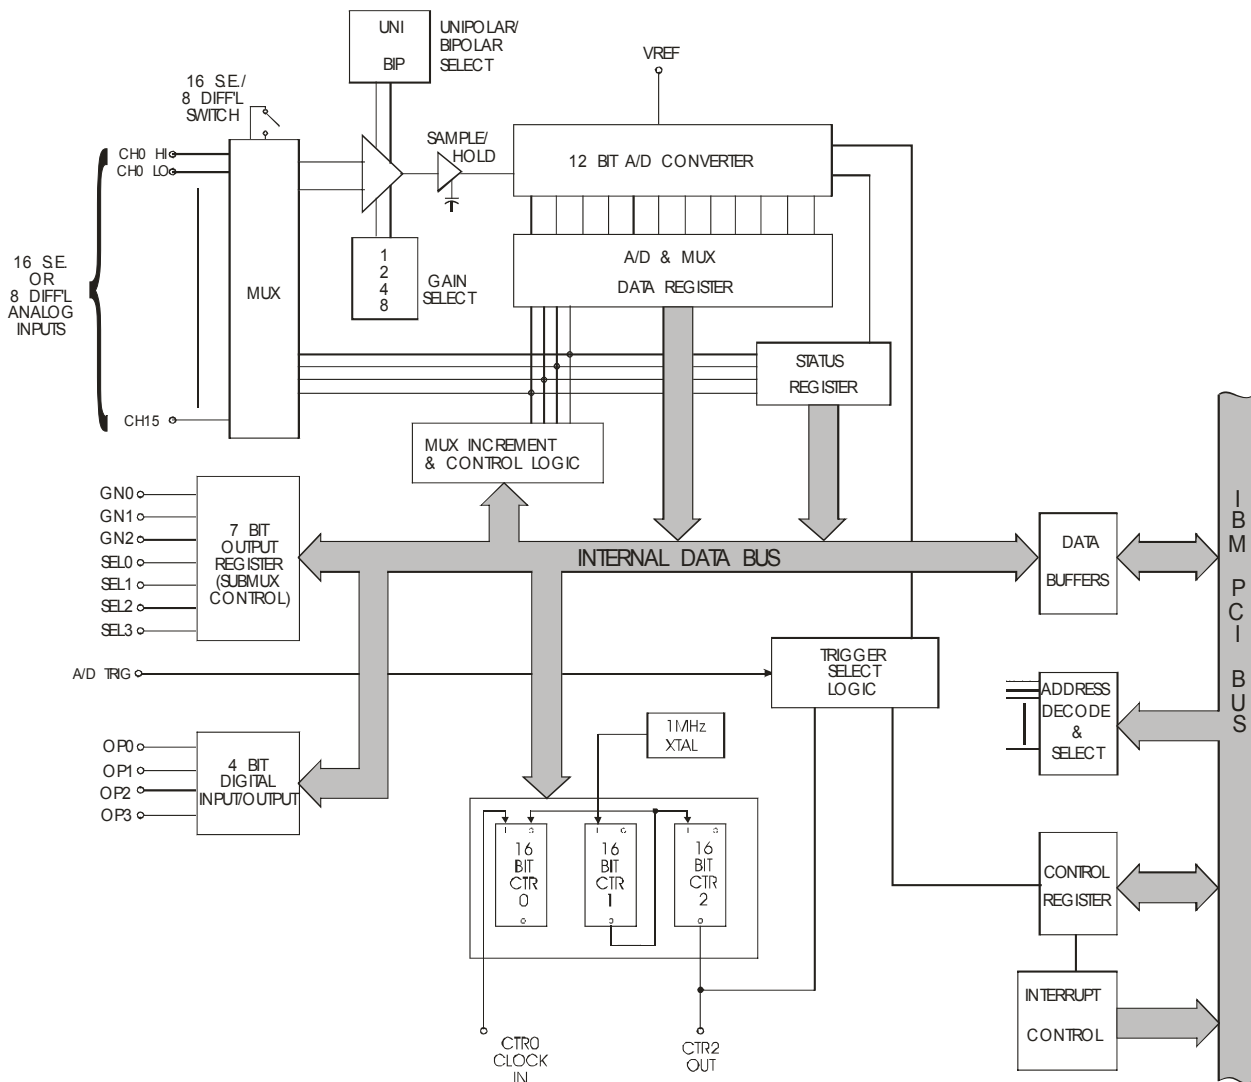 UNI
BIP
UNIPOLAR/
BIPOLAR
SELECT
VREF
16 S.E./
8 DIFF'L
SWITCH
SAMPLE/
HOLD
12 BIT A/D CONVERTER
CH0 HI
CH0 LO
A/D & MUX
DATA REGISTER
16 S.E.
OR
8 DIFF'L
ANALOG
INPUTS
MUX
1
2
4
8
GAIN
SELECT
STATUS
REGISTER
CH15
MUX INCREMENT
& CONTROL LOGIC
GN0
GN1
GN2
SEL0
SEL1
SEL2
SEL3
7 BIT
OUTPUT
REGISTER
(SUBMUX
CONTROL)
INTERNAL DATA BUS
DATA
BUFFERS
IBM PCI BUS
A/D TRIG
TRIGGER
SELECT
LOGIC
ADDRESS
DECODE
&
SELECT
1MHz
XTAL
OP0
OP1
OP2
OP3
4 BIT
DIGITAL
INPUT/OUTPUT
I G
16
BIT
CTR
0
O
I G
16
BIT
CTR
1
O
I G
16
BIT
CTR
2
O
CONTROL
REGISTER
INTERRUPT
CONTROL
CTR0
CLOCK
IN
CTR2
OUT